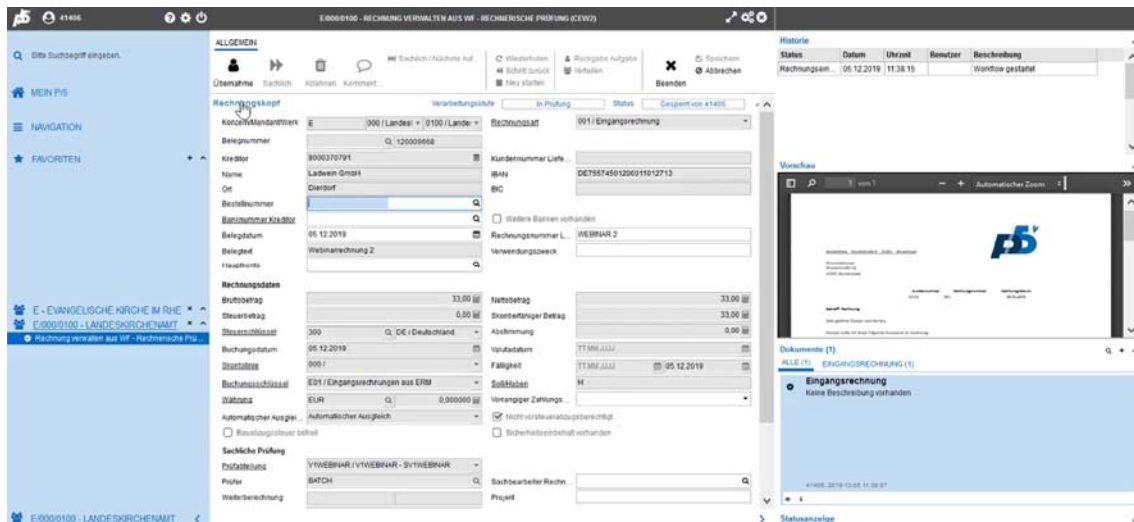 41406
E/000/0100 - RECHNUNG VERWALTEN AUS WF - RECHNERISCHE PRÜFUNG (CEW2)
Bitte Suchbegriff eingeben.
MEIN P/5
NAVIGATION
FAVORITEN
E - EVANGELISCHE KIRCHE IM RHE
E/000/0100 - LANDESKIRCHENAMT
Rechnung verwalten aus WF - Rechnerische Prü...
E/000/0100 - LANDESKIRCHENAMT
ALLGEMEIN
Übernahme Sachlich Ablehnen Komment...
Sachlich / Nächste Auf
Wiederholen
Schritt zurück
Neu starten
Rückgabe Aufgabe
Verteilen
Beenden
Speichern
Abbrechen
Rechnungskopf Verarbeitungsstufe In Prüfung Status Gesperrt von 41406
Konzern/Mandant/Werk E 000 / Landesl 0100 / Lande Rechnungsart 001 / Eingangsrechnung
Belegnummer 120009668
Kreditor 8000370791 Kundennummer Liefe...
Name Ladwein GmbH IBAN DE75574501200011012713
Ort Dierdorf BIC
Bestellnummer
Banknummer Kreditor Weitere Banken vorhanden
Belegdatum 05.12.2019 Rechnungsnummer L... WEBINAR 2
Belegtext Webinarrechnung 2 Verwendungszweck
Hauptkonto
Rechnungsdaten
Bruttobetrag 33,00 Nettobetrag 33,00
Steuerbetrag 0,00 Skontierfähiger Betrag 33,00
Steuerschlüssel 300 DE / Deutschland Abstimmung 0,00
Buchungsdatum 05.12.2019 Valutadatum TT.MM.JJJJ
Skontotage 000 / Fälligkeit TT.MM.JJJJ 05.12.2019
Buchungsschlüssel E01 / Eingangsrechnungen aus ERM Soll/Haben H
Währung EUR 0,000000 Vorrangiger Zahlungs...
Automatischer Ausglei... Automatischer Ausgleich Nicht vorsteuerabzugsberechtigt
Bauabzugssteuer befreit Sicherheitseinbehalt vorhanden
Sachliche Prüfung
Prüfabteilung V1WEBINAR / V1WEBINAR - SV1WEBINAR
Prüfer BATCH Sachbearbeiter Rechn...
Weiterberechnung Projekt
Historie
Status Datum Uhrzeit Benutzer Beschreibung
Rechnungsein... 05.12.2019 11:38:15 Workflow gestartet
Vorschau
1 von 1 Automatischer Zoom
Dokumente (1)
ALLE (1) EINGANGSRECHNUNG (1)
Eingangsrechnung
Keine Beschreibung vorhanden
Statusanzeige